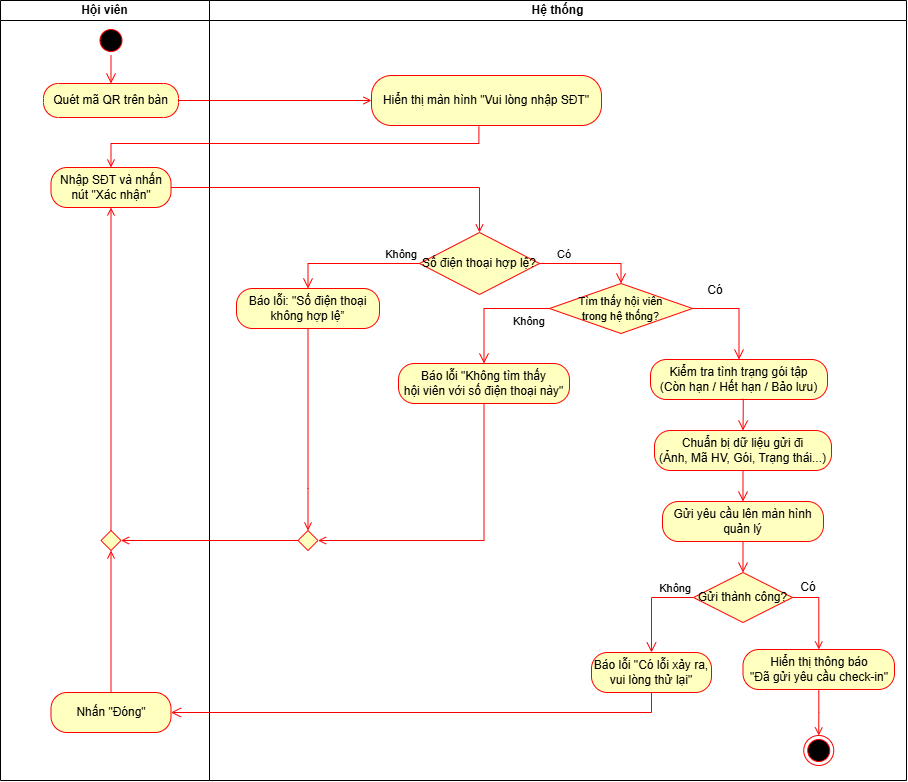 Hội viên
Hệ thống
Quét mã QR trên bàn
Hiển thị màn hình "Vui lòng nhập SĐT"
Nhập SĐT và nhấn
nút "Xác nhận"
Số điện thoại hợp lệ?
Không
Có
Báo lỗi: "Số điện thoại
không hợp lệ”
Tìm thấy hội viên
trong hệ thống?
Không
Có
Báo lỗi "Không tìm thấy
hội viên với số điện thoại này"
Kiểm tra tình trạng gói tập
(Còn hạn / Hết hạn / Bảo lưu)
Chuẩn bị dữ liệu gửi đi
(Ảnh, Mã HV, Gói, Trạng thái...)
Gửi yêu cầu lên màn hình
quản lý
Gửi thành công?
Không
Có
Báo lỗi "Có lỗi xảy ra,
vui lòng thử lại"
Hiển thị thông báo
"Đã gửi yêu cầu check-in"
Nhấn "Đóng"